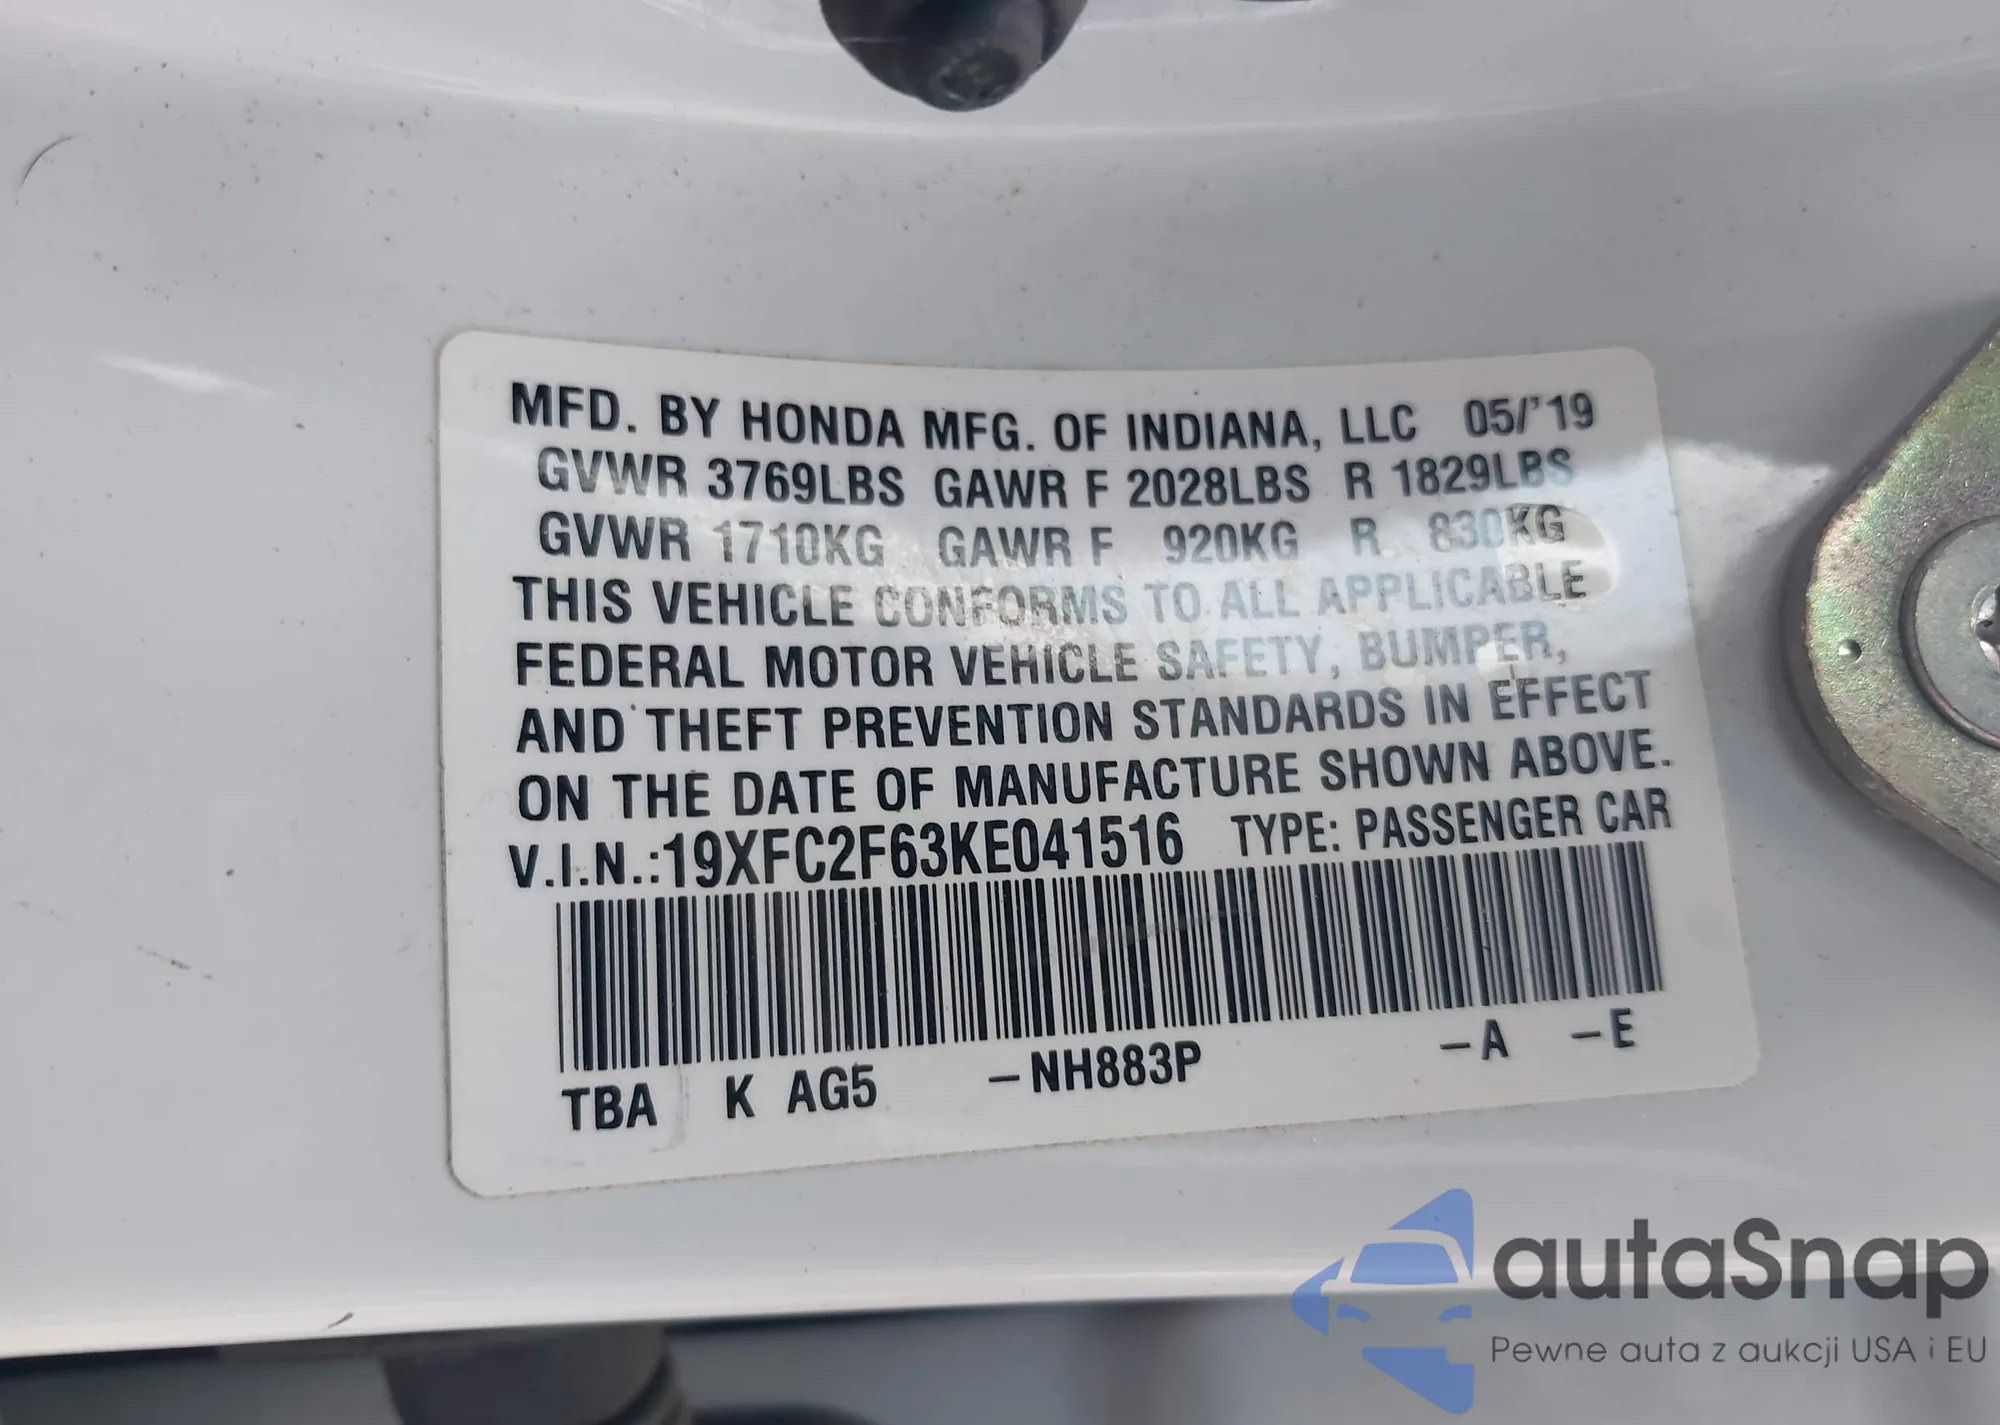 MFD. BY HONDA MFG. OF INDIANA, LLC 05/'19
GVWR 3769LBS GAWR F 2028LBS R 1829LBS
GVWR 1710KG GAWR F 920KG R 830KG
THIS VEHICLE CONFORMS TO ALL APPLICABLE
FEDERAL MOTOR VEHICLE SAFETY, BUMPER,
AND THEFT PREVENTION STANDARDS IN EFFECT
ON THE DATE OF MANUFACTURE SHOWN ABOVE.
V.I.N.:19XFC2F63KE041516 TYPE: PASSENGER CAR
TBA K AG5 –NH883P –A –E
autaSnap
Pewne auta z aukcji USA i EU